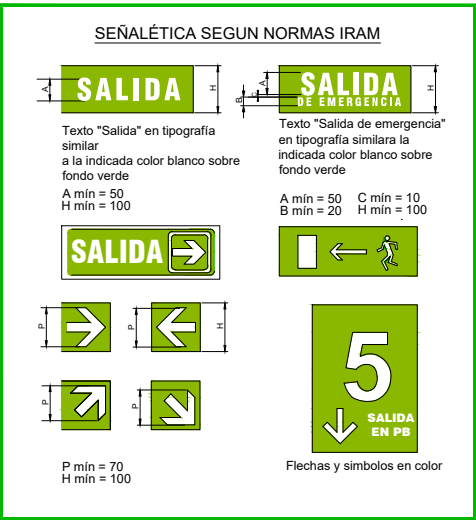 SEÑALÉTICA SEGUN NORMAS IRAM
A
SALIDA
H
Texto "Salida" en tipografía
similar
a la indicada color blanco sobre
fondo verde
A mín = 50
H mín = 100
B
C
A
SALIDA
DE EMERGENCIA
H
Texto "Salida de emergencia"
en tipografía similara la
indicada color blanco sobre
fondo verde
A mín = 50 C mín = 10
B mín = 20 H mín = 100
SALIDA
P
P
H
P
P
P mín = 70
H mín = 100
5
SALIDA
EN PB
Flechas y simbolos en color